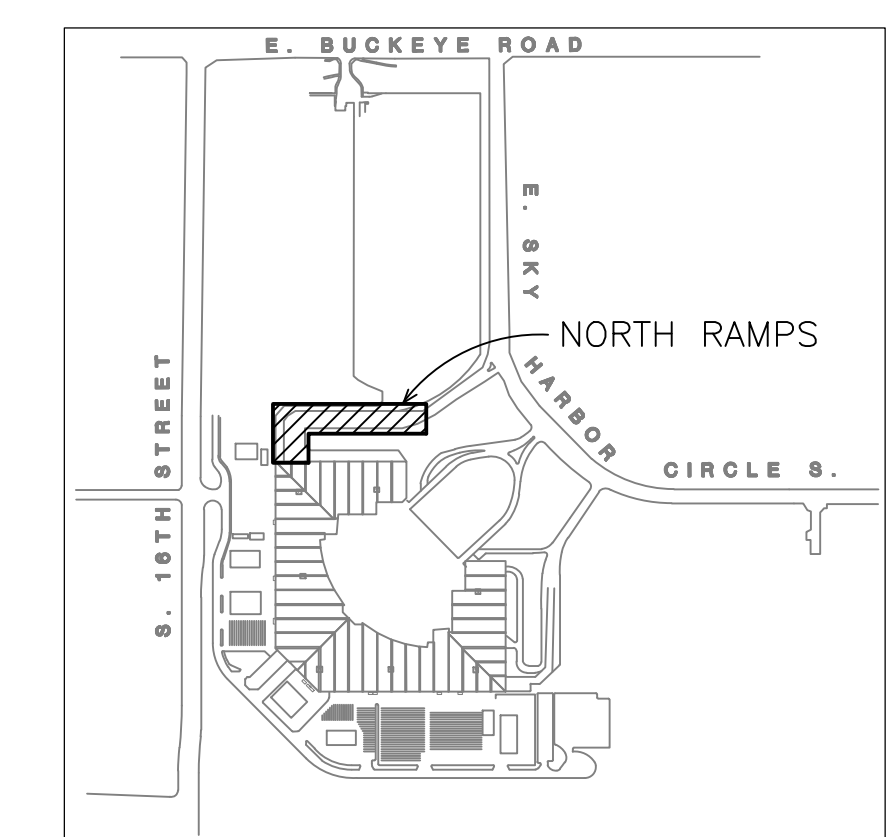 E. BUCKEYE ROAD
E. SKY HARBOR CIRCLE S.
NORTH RAMPS
S. 16TH STREET